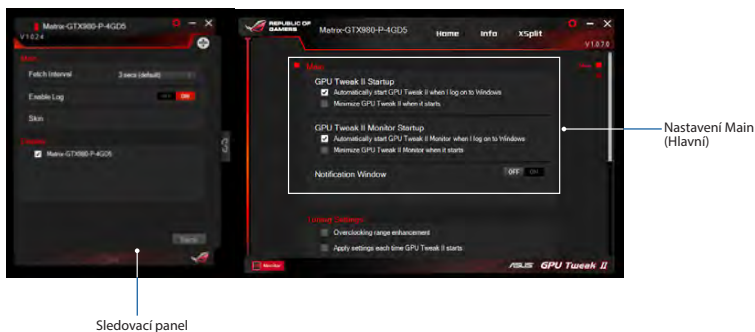 Matrix-GTX980-P-4GD5
V1.0.2.4
Main
Fetch Interval
3 secs (default)
Enable Log
OFF ON
Skin
Matrix-GTX980-P-4GD5
REPUBLIC OF
GAMERS
Matrix-GTX980-P-4GD5
Home
Info
XSplit
V1.0.7.0
Main
GPU Tweak II Startup
Automatically start GPU Tweak II when I log on to Windows
Minimize GPU Tweak II when it starts
GPU Tweak II Monitor Startup
Automatically start GPU Tweak II Monitor when I log on to Windows
Minimize GPU Tweak II Monitor when it starts
Notification Window
OFF ON
Tunner Settings
Overclocking range enhancement
Apply settings each time GPU Tweak II starts
Monitor
ASUS GPU Tweak II
Nastavení Main
(Hlavní)
Sledovací panel